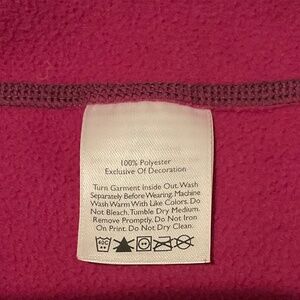 100% Polyester
Exclusive Of Decoration
Turn Garment Inside Out. Wash
Separately Before Wearing. Machine
Wash Warm With Like Colors. Do
Not Bleach. Tumble Dry Medium.
Remove Promptly. Do Not Iron
On Print. Do Not Dry Clean.
40C